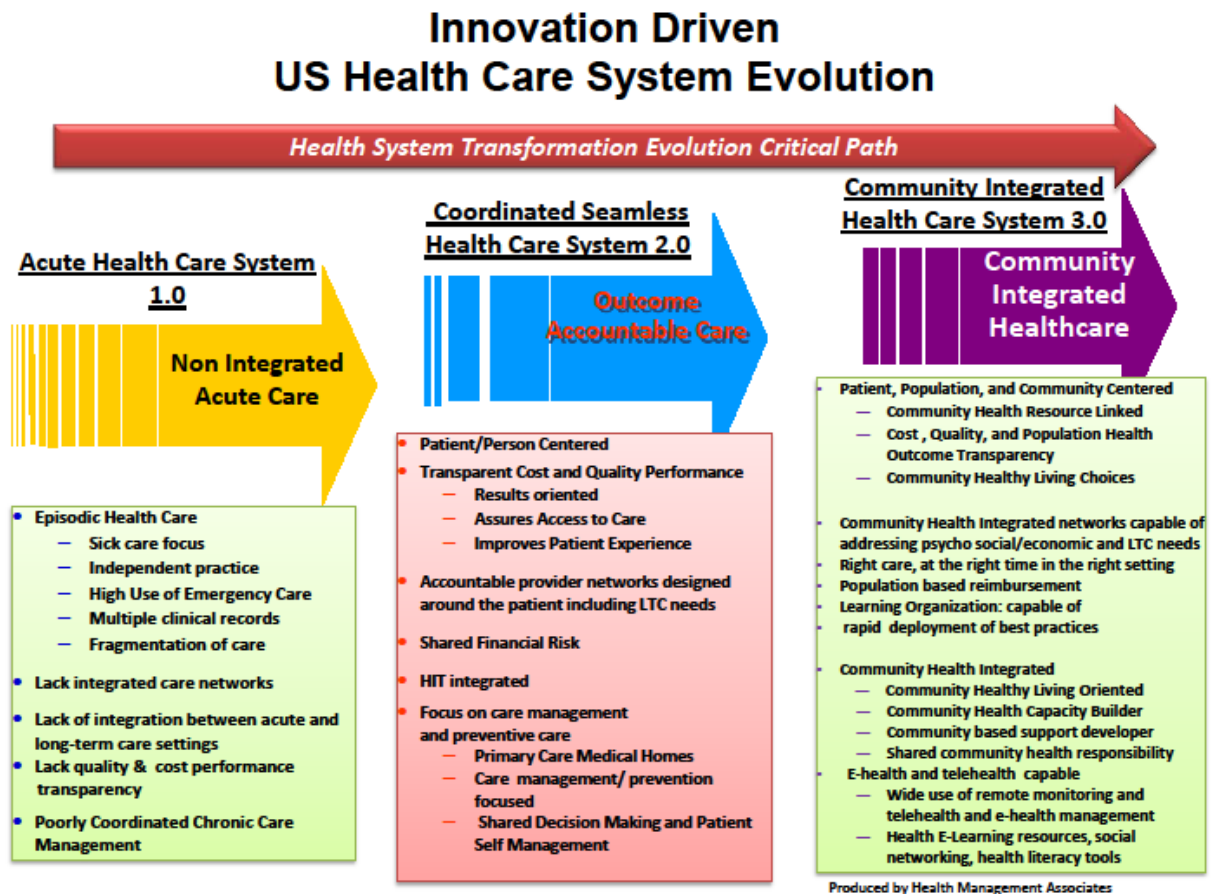 Innovation Driven
US Health Care System Evolution
Health System Transformation Evolution Critical Path
Acute Health Care System
1.0
Non Integrated
Acute Care
• Episodic Health Care
— Sick care focus
— Independent practice
— High Use of Emergency Care
— Multiple clinical records
— Fragmentation of care
• Lack integrated care networks
• Lack of integration between acute and
long-term care settings
• Lack quality & cost performance
transparency
• Poorly Coordinated Chronic Care
Management
Coordinated Seamless
Health Care System 2.0
Outcome
Accountable Care
• Patient/Person Centered
• Transparent Cost and Quality Performance
— Results oriented
— Assures Access to Care
— Improves Patient Experience
• Accountable provider networks designed
around the patient including LTC needs
• Shared Financial Risk
• HIT integrated
• Focus on care management
and preventive care
— Primary Care Medical Homes
— Care management/ prevention
focused
— Shared Decision Making and Patient
Self Management
Community Integrated
Health Care System 3.0
Community
Integrated
Healthcare
• Patient, Population, and Community Centered
— Community Health Resource Linked
— Cost , Quality, and Population Health
Outcome Transparency
— Community Healthy Living Choices
• Community Health Integrated networks capable of
addressing psycho social/economic and LTC needs
• Right care, at the right time in the right setting
• Population based reimbursement
• Learning Organization: capable of
• rapid deployment of best practices
• Community Health Integrated
— Community Healthy Living Oriented
— Community Health Capacity Builder
— Community based support developer
— Shared community health responsibility
• E-health and telehealth capable
— Wide use of remote monitoring and
telehealth and e-health management
— Health E-Learning resources, social
networking, health literacy tools
Produced by Health Management Associates